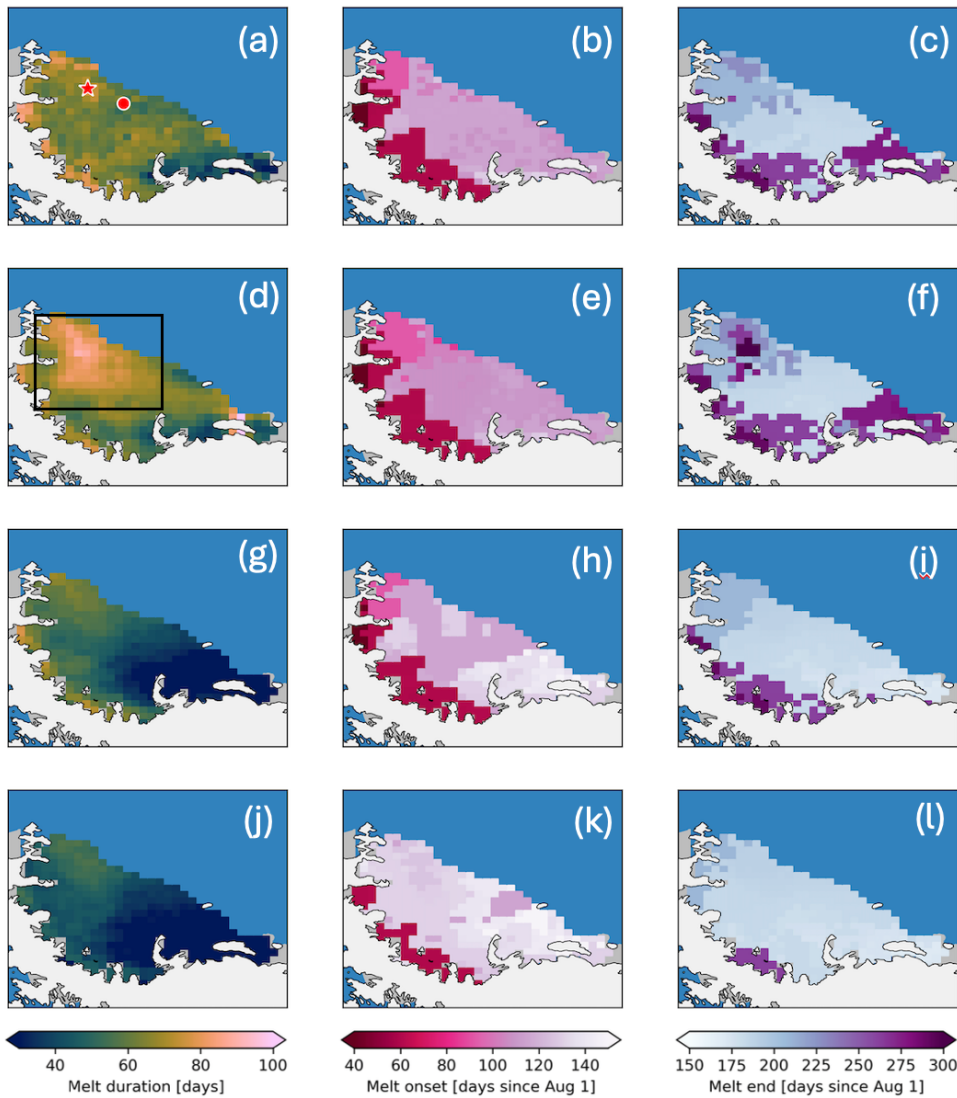 (a)
(b)
(c)
(d)
(e)
(f)
(g)
(h)
(i)
(j)
(k)
(l)
40 60 80 100
Melt duration [days]
40 60 80 100 120 140
Melt onset [days since Aug 1]
150 175 200 225 250 275 300
Melt end [days since Aug 1]